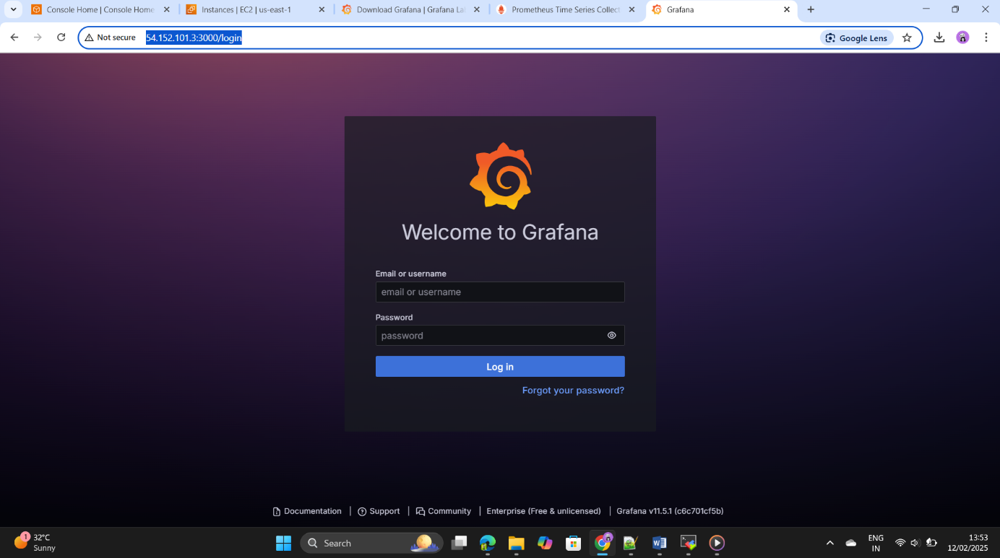 Console Home | Console Home
Instances | EC2 | us-east-1
Download Grafana | Grafana La
Prometheus Time Series Collect
Grafana
Not secure
54.152.101.3:3000/login
Google Lens
Welcome to Grafana
Email or username
email or username
Password
password
Log in
Forgot your password?
Documentation | Support | Community | Enterprise (Free & unlicensed) | Grafana v11.5.1 (c6c701cf5b)
1
32°C
Sunny
Search
ENG
IN
13:53
12/02/2025